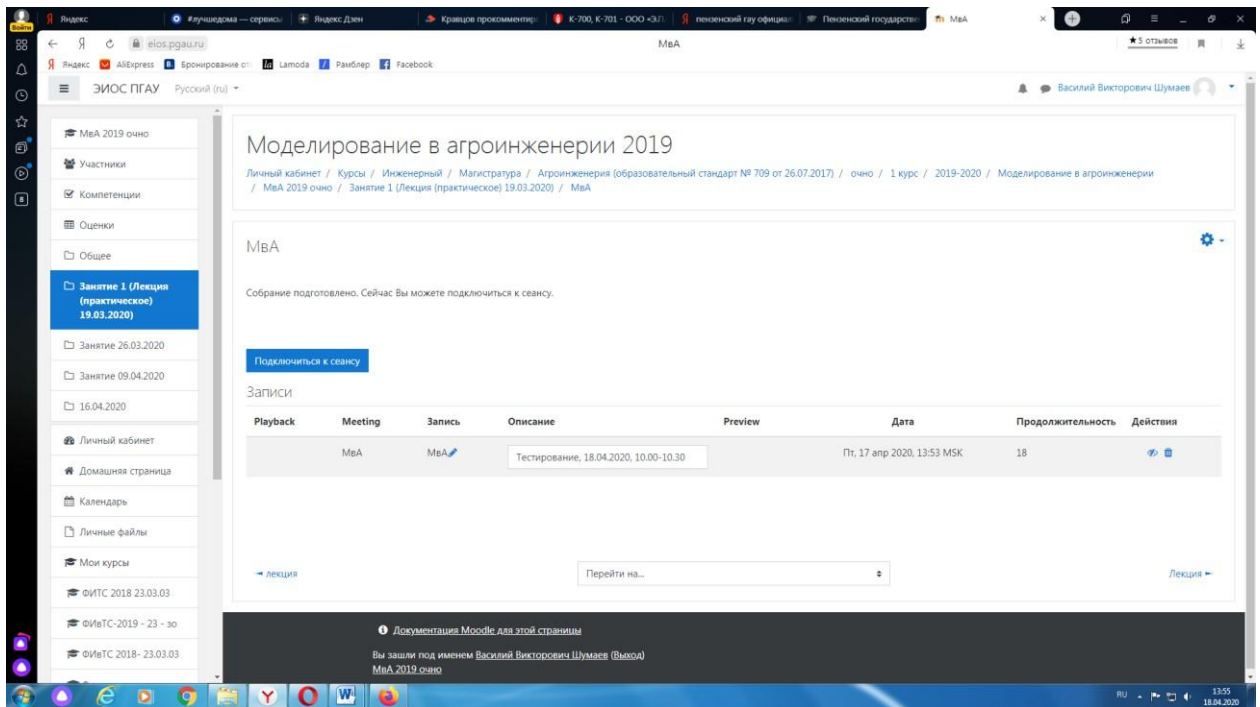 Войти
Яндекс
#лучшедома — сервисы
Яндекс.Дзен
Кравцов прокомментир
К-700, К-701 - ООО «ЭЛ
пензенский гау официал
Пензенский государстве
МвА
eios.pgau.ru
МвА
★ 5 отзывов
Яндекс
AliExpress
Бронирование от
Lamoda
Рамблер
Facebook
ЭИОС ПГАУ
Русский (ru)
Василий Викторович Шумаев
МвА 2019 очно
Участники
Компетенции
Оценки
Общее
Занятие 1 (Лекция
(практическое)
19.03.2020)
Занятие 26.03.2020
Занятие 09.04.2020
16.04.2020
Личный кабинет
Домашняя страница
Календарь
Личные файлы
Мои курсы
ФИТС 2018 23.03.03
ФИвТС-2019 - 23 - зо
ФИвТС 2018- 23.03.03
Моделирование в агроинженерии 2019
Личный кабинет / Курсы / Инженерный / Магистратура / Агроинженерия (образовательный стандарт № 709 от 26.07.2017) / очно / 1 курс / 2019-2020 / Моделирование в агроинженерии
/ МвА 2019 очно / Занятие 1 (Лекция (практическое) 19.03.2020) / МвА
МвА
Собрание подготовлено. Сейчас Вы можете подключиться к сеансу.
Подключиться к сеансу
Записи
Playback Meeting Запись Описание Preview Дата Продолжительность Действия
МвА МвА Тестирование, 18.04.2020, 10.00-10.30 Пт, 17 апр 2020, 13:53 MSK 18
◄ лекция
Перейти на...
Лекция ►
Документация Moodle для этой страницы
Вы зашли под именем Василий Викторович Шумаев (Выход)
МвА 2019 очно
RU
13:55
18.04.2020